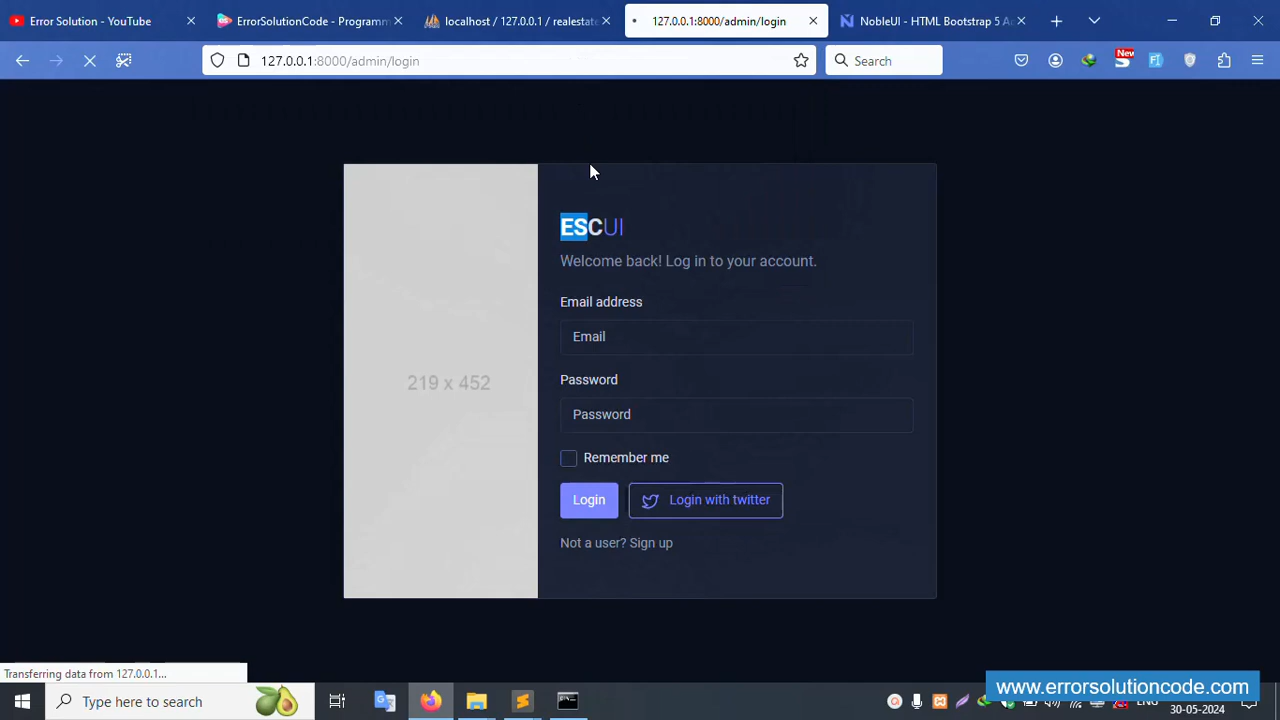 Error Solution - YouTube
ErrorSolutionCode - Programm
localhost / 127.0.0.1 / realestate
127.0.0.1:8000/admin/login
NobleUI - HTML Bootstrap 5 Ad
127.0.0.1:8000/admin/login
Search
New
ESCUI
Welcome back! Log in to your account.
Email address
Email
219 x 452
Password
Password
Remember me
Login
Login with twitter
Not a user? Sign up
Transferring data from 127.0.0.1...
www.errorsolutioncode.com
Type here to search
ENG
30-05-2024